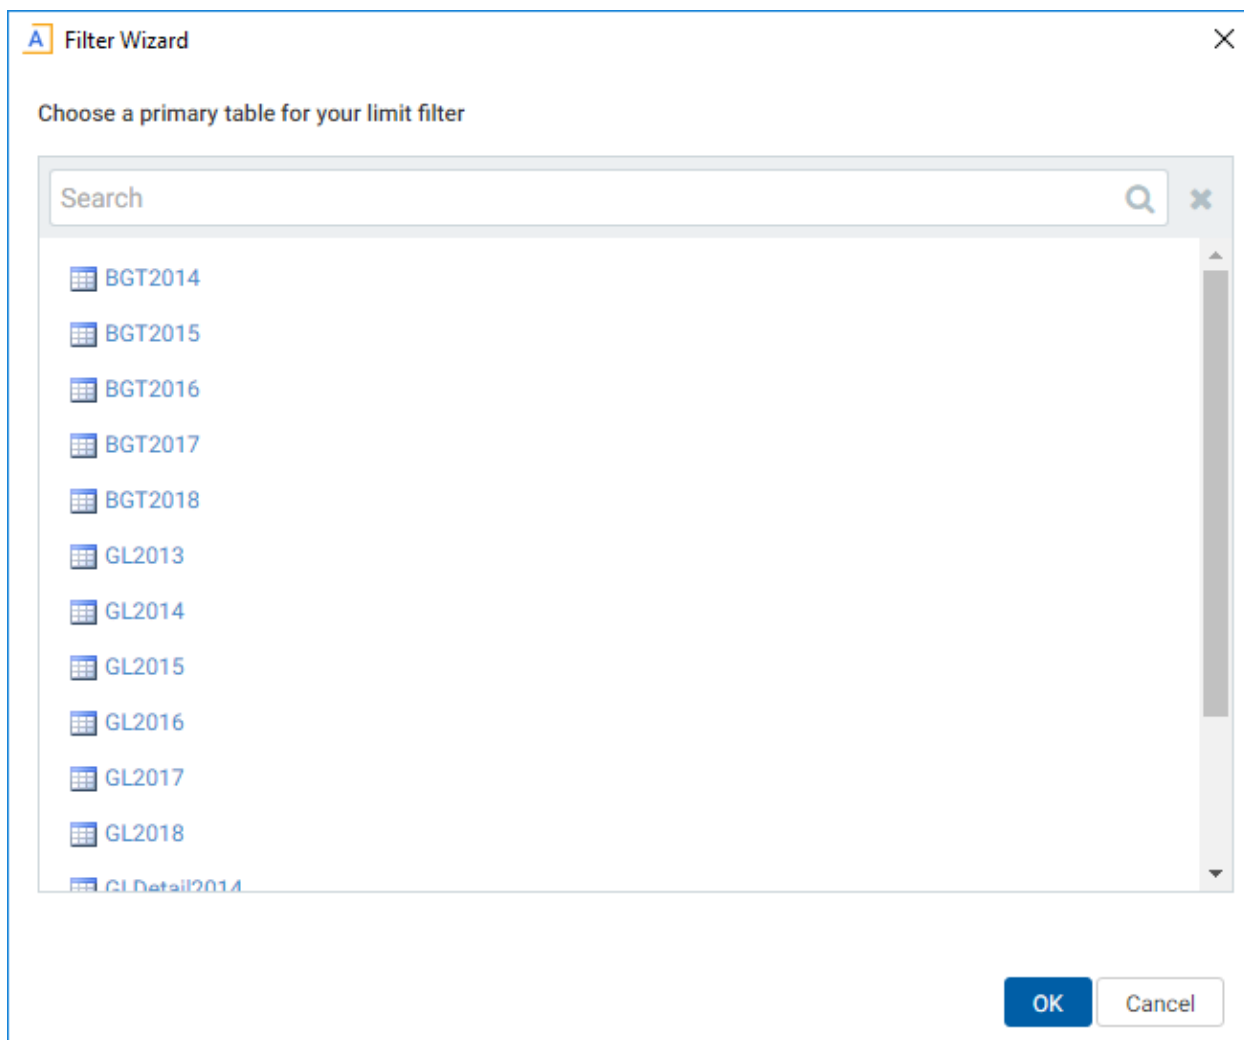 A Filter Wizard
Choose a primary table for your limit filter
Search
BGT2014
BGT2015
BGT2016
BGT2017
BGT2018
GL2013
GL2014
GL2015
GL2016
GL2017
GL2018
GLDetail2014
OK Cancel